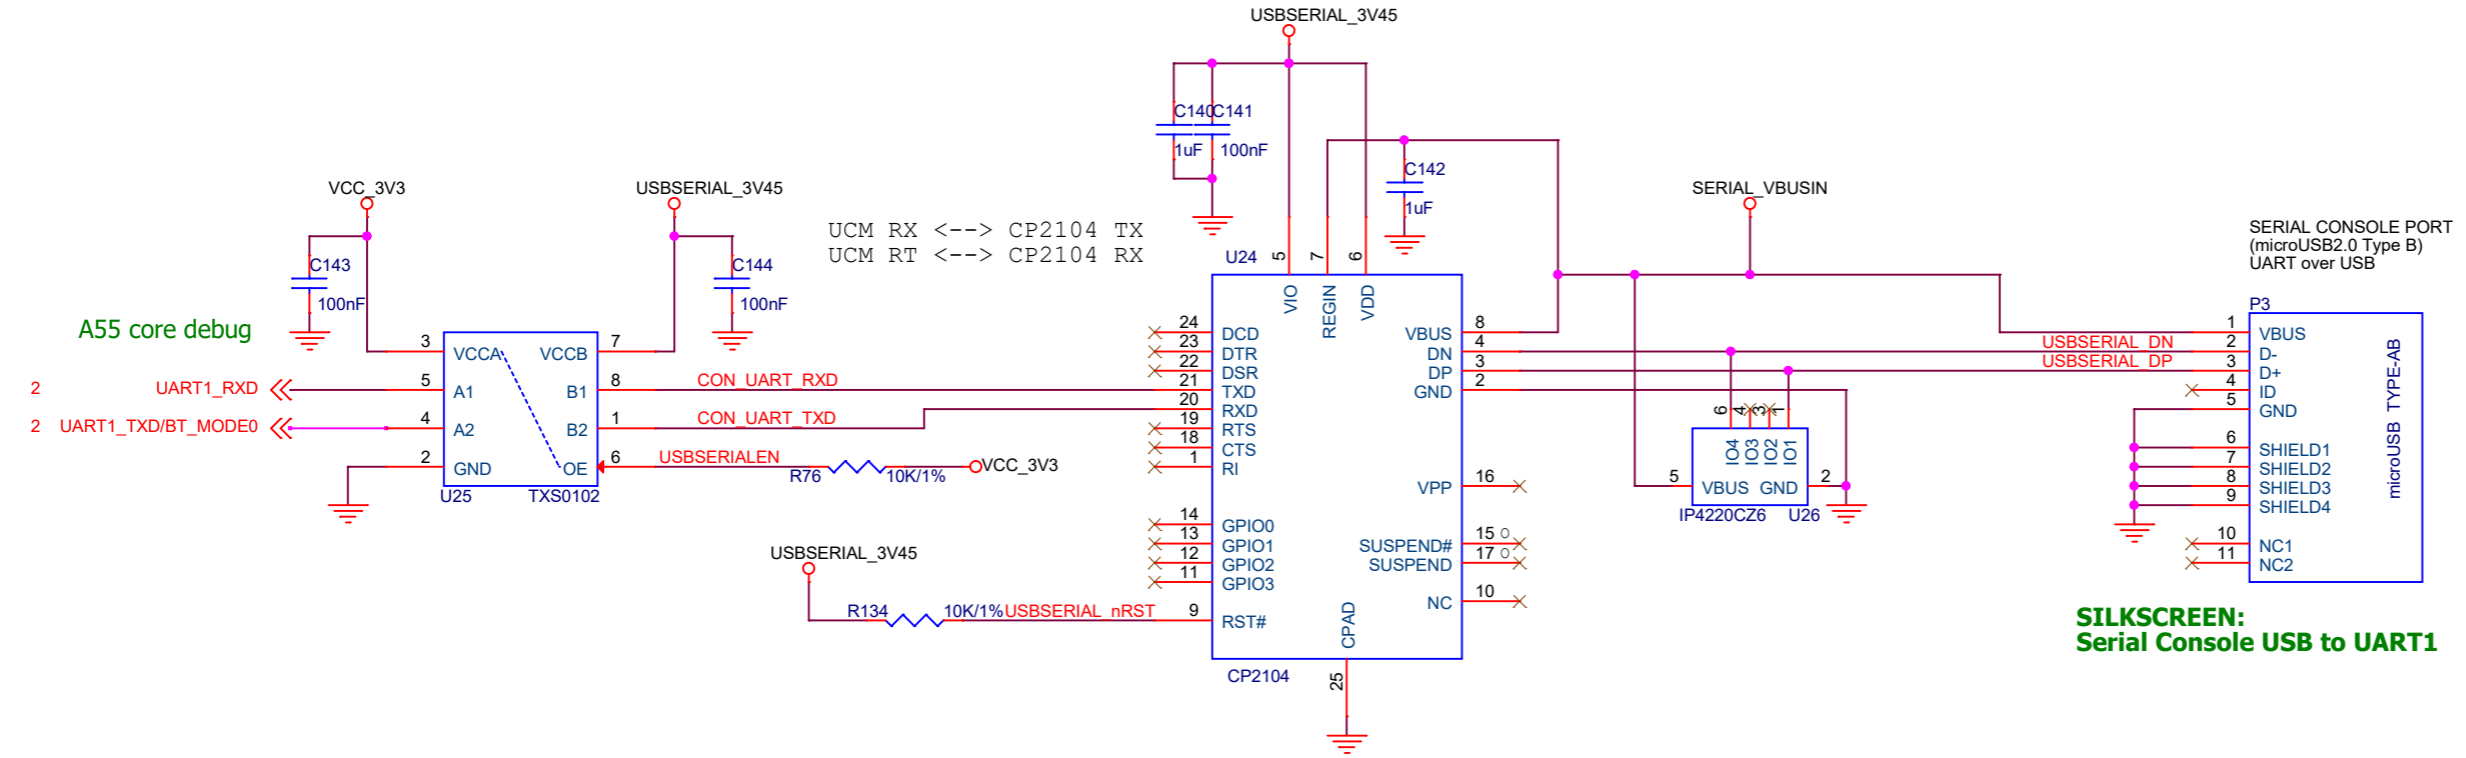 USBSERIAL_3V45
C140
C141
1uF
100nF
C142
1uF
VCC_3V3
USBSERIAL_3V45
SERIAL_VBUSIN
UCM RX <--> CP2104 TX
UCM RT <--> CP2104 RX
SERIAL CONSOLE PORT
(microUSB2.0 Type B)
UART over USB
C143
100nF
C144
100nF
A55 core debug
3 VCCA VCCB 7
2 UART1_RXD 5 A1 B1 8 CON_UART_RXD
2 UART1_TXD/BT_MODE0 4 A2 B2 1 CON_UART_TXD
2 GND OE 6 USBSERIALEN
R76 10K/1% VCC_3V3
U25 TXS0102
U24
5 7 6
VIO REGIN VDD
24 DCD
23 DTR
22 DSR
21 TXD
20 RXD
19 RTS
18 CTS
1 RI
14 GPIO0
13 GPIO1
12 GPIO2
11 GPIO3
9 RST#
VBUS 8
DN 4
DP 3
GND 2
VPP 16
SUSPEND# 15 o
SUSPEND 17 o
NC 10
CPAD
25
CP2104
USBSERIAL_3V45
R134 10K/1% USBSERIAL_nRST
USBSERIAL_DN
USBSERIAL_DP
6 4 3 1
IO4 IO3 IO2 IO1
5 VBUS GND 2
IP4220CZ6 U26
P3
1 VBUS
2 D-
3 D+
4 ID
5 GND
6 SHIELD1
7 SHIELD2
8 SHIELD3
9 SHIELD4
10 NC1
11 NC2
microUSB TYPE-AB
SILKSCREEN:
Serial Console USB to UART1